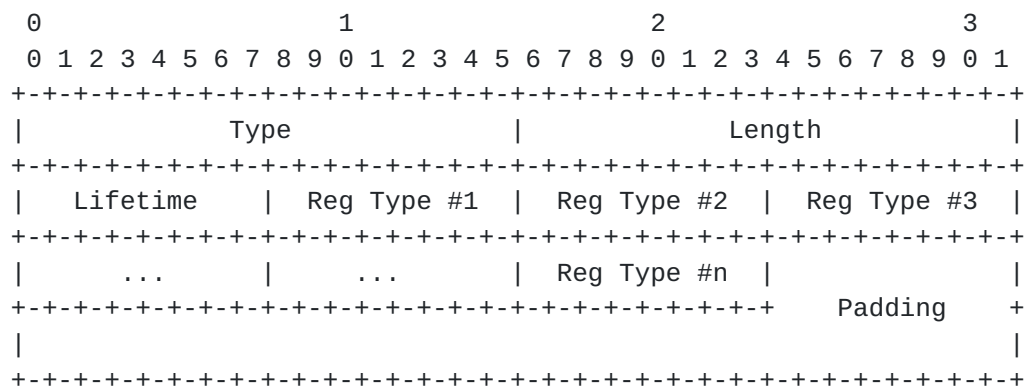 0                   1                   2                   3
 0 1 2 3 4 5 6 7 8 9 0 1 2 3 4 5 6 7 8 9 0 1 2 3 4 5 6 7 8 9 0 1
+-+-+-+-+-+-+-+-+-+-+-+-+-+-+-+-+-+-+-+-+-+-+-+-+-+-+-+-+-+-+-+-+
|             Type              |             Length            |
+-+-+-+-+-+-+-+-+-+-+-+-+-+-+-+-+-+-+-+-+-+-+-+-+-+-+-+-+-+-+-+-+
|   Lifetime    |  Reg Type #1  |  Reg Type #2  |  Reg Type #3  |
+-+-+-+-+-+-+-+-+-+-+-+-+-+-+-+-+-+-+-+-+-+-+-+-+-+-+-+-+-+-+-+-+
|      ...      |     ...       |  Reg Type #n  |               |
+-+-+-+-+-+-+-+-+-+-+-+-+-+-+-+-+-+-+-+-+-+-+-+-+    Padding    +
|                                                               |
+-+-+-+-+-+-+-+-+-+-+-+-+-+-+-+-+-+-+-+-+-+-+-+-+-+-+-+-+-+-+-+-+